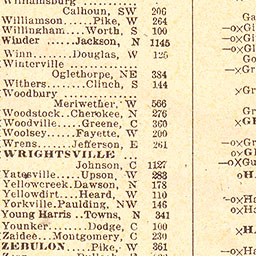 Williamsburg
Calhoun, SW 206
Williamson......Pike, W 264
Willingham....Worth, S 100
Winder ......Jackson, N 1145
Winn........Douglas, W 126
Winterville
Oglethorpe, NE 384
Withers........Clinch, S 144
Woodbury
Meriwether, W 566
Woodstock..Cherokee, N 276
Woodville....Greene, C 360
Woolsey.....Fayette, W 209
Wrens......Jefferson, E 261
WRIGHTSVILLE ...
Johnson, C 1127
Yatesville.....Upson, W 283
Yellowcreek.Dawson, N 178
Yellowdirt....Heard, W 110
Yorkville.Paulding, NW 146
Young Harris ..Towns, N 341
Younker.......Dodge, C 100
Zaidee..Montgomery, C 230
ZEBULON.....Pike, W 361